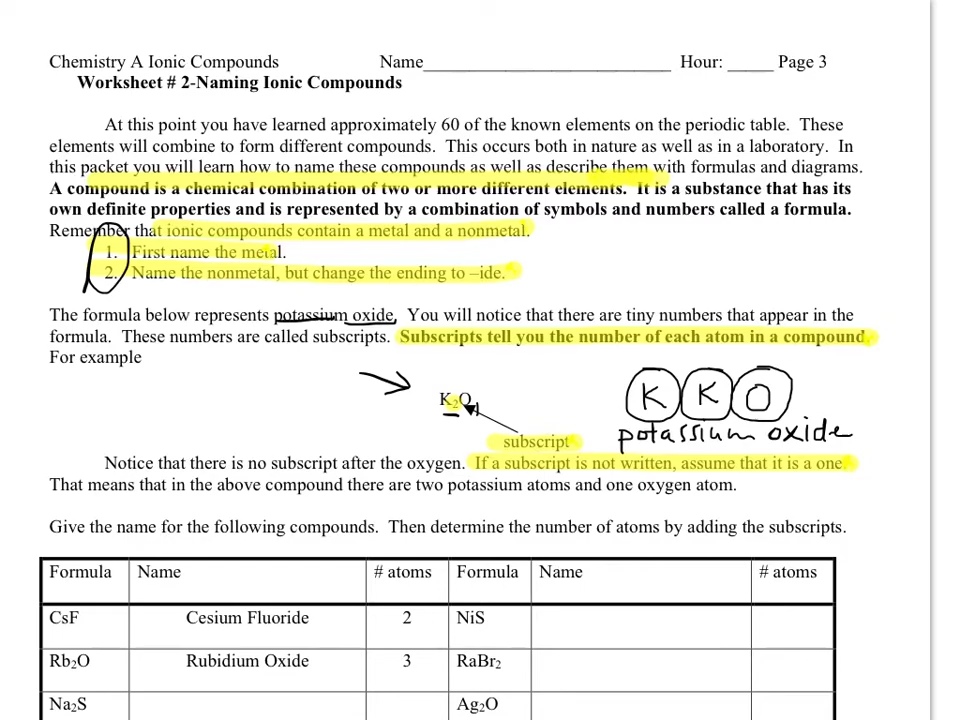 Chemistry A Ionic Compounds Name___________________________ Hour: _____ Page 3
Worksheet # 2-Naming Ionic Compounds
At this point you have learned approximately 60 of the known elements on the periodic table. These
elements will combine to form different compounds. This occurs both in nature as well as in a laboratory. In
this packet you will learn how to name these compounds as well as describe them with formulas and diagrams.
A compound is a chemical combination of two or more different elements. It is a substance that has its
own definite properties and is represented by a combination of symbols and numbers called a formula.
Remember that ionic compounds contain a metal and a nonmetal.
1. First name the metal.
2. Name the nonmetal, but change the ending to –ide.
The formula below represents potassium oxide. You will notice that there are tiny numbers that appear in the
formula. These numbers are called subscripts. Subscripts tell you the number of each atom in a compound.
For example
K₂O 1
K K O
subscript
potassium oxide
Notice that there is no subscript after the oxygen. If a subscript is not written, assume that it is a one.
That means that in the above compound there are two potassium atoms and one oxygen atom.
Give the name for the following compounds. Then determine the number of atoms by adding the subscripts.
Formula Name # atoms Formula Name # atoms
CsF Cesium Fluoride 2 NiS
Rb₂O Rubidium Oxide 3 RaBr₂
Na₂S Ag₂O